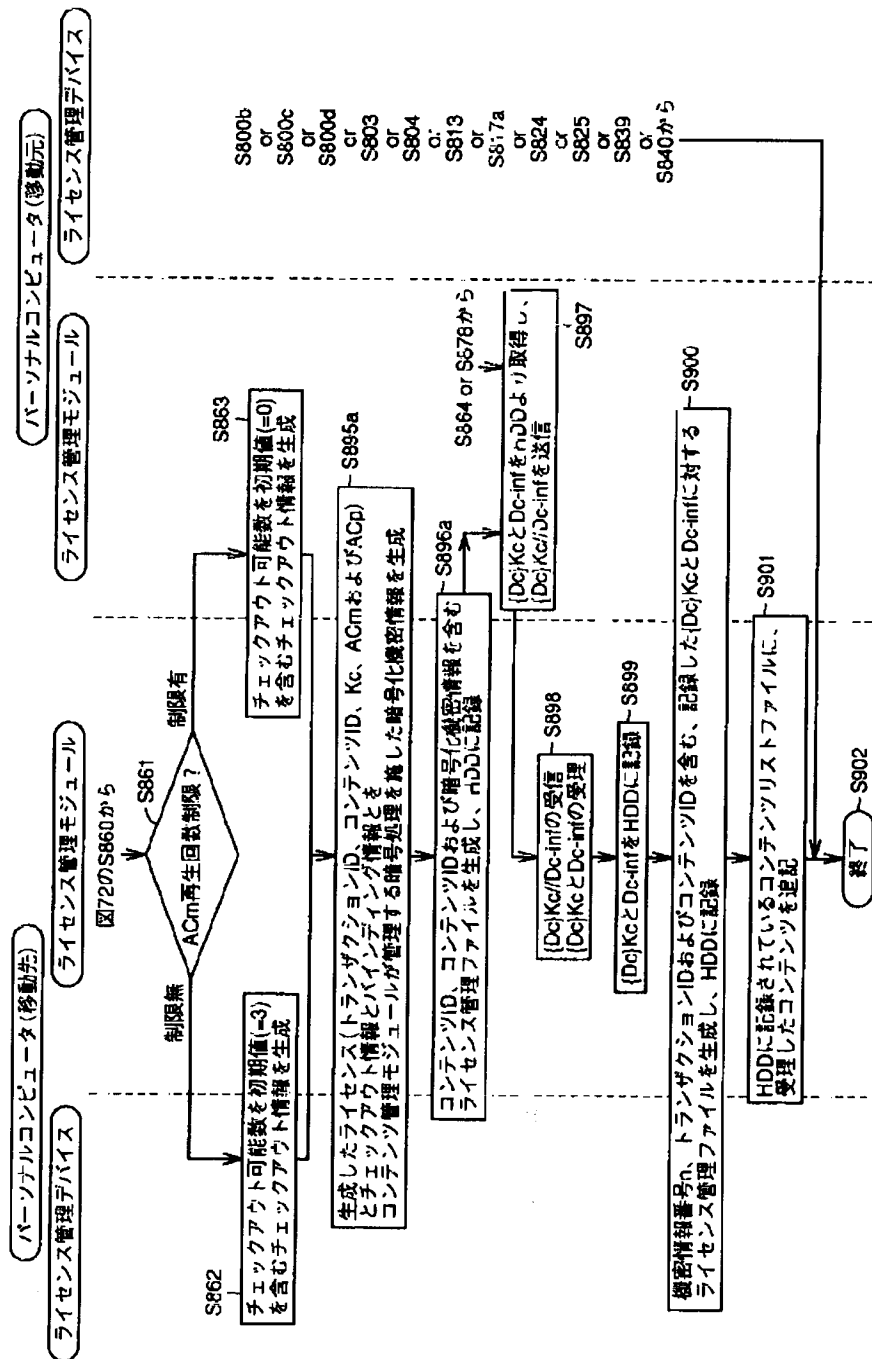 パーソナルコンピュータ(移動先)
パーソナルコンピュータ(移動元)
ライセンス管理デバイス
ライセンス管理モジュール
ライセンス管理モジュール
ライセンス管理デバイス
図72のS860から
S861
ACm再生回数制限?
制限無
制限有
S862
チェックアウト可能数を初期値(=3)
を含むチェックアウト情報を生成
S863
チェックアウト可能数を初期値(=0)
を含むチェックアウト情報を生成
S800b
or
S800c
or
S800d
or
S803
or
S804
or
S813
or
S817a
or
S824
or
S825
or
S839
or
S840から
S895a
生成したライセンス(トランザクションID、コンテンツID、Kc、ACmおよびACp)
とチェックアウト情報とバインディング情報とを
コンテンツ管理モジュールが管理する暗号処理を施した暗号化機密情報を生成
S896a
コンテンツID、コンテンツIDおよび暗号化機密情報を含む
ライセンス管理ファイルを生成し、HDDに記録
S864 or S878から
{Dc}KcとDc-infをHDDより取得し、
{Dc}Kc//Dc-infを送信
S897
S898
{Dc}Kc//Dc-infの受信
{Dc}KcとDc-infの受理
S899
{Dc}KcとDc-infをHDDに記録
S900
機密情報番号n、トランザクションIDおよびコンテンツIDを含む、記録した{Dc}KcとDc-infに対する
ライセンス管理ファイルを生成し、HDDに記録
S901
HDDに記録されているコンテンツリストファイルに、
受理したコンテンツを追記
S902
終了